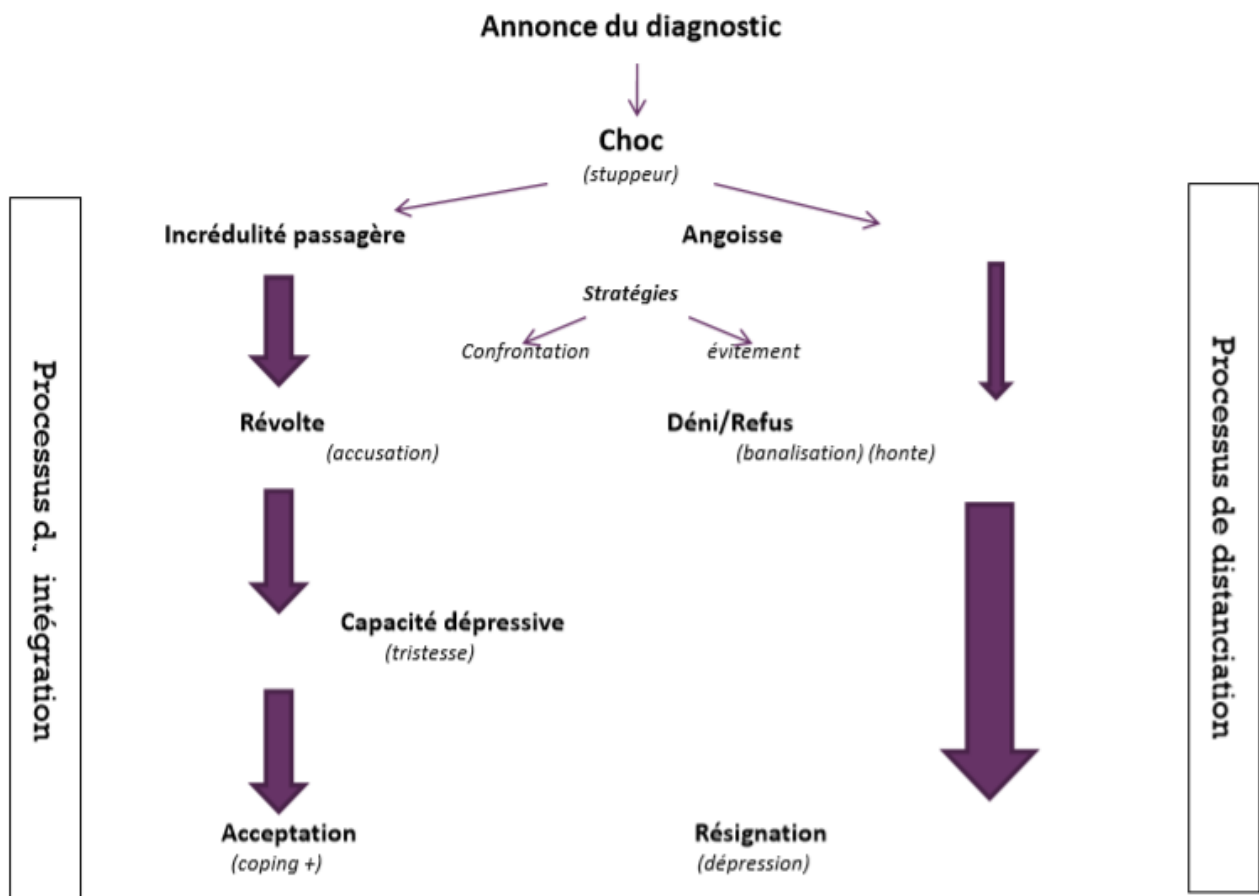 Annonce du diagnostic
Choc
(stuppeur)
Incrédulité passagère
Angoisse
Stratégies
Confrontation
évitement
Révolte
(accusation)
Déni/Refus
(banalisation) (honte)
Capacité dépressive
(tristesse)
Acceptation
(coping +)
Résignation
(dépression)
Processus d. intégration
Processus de distanciation